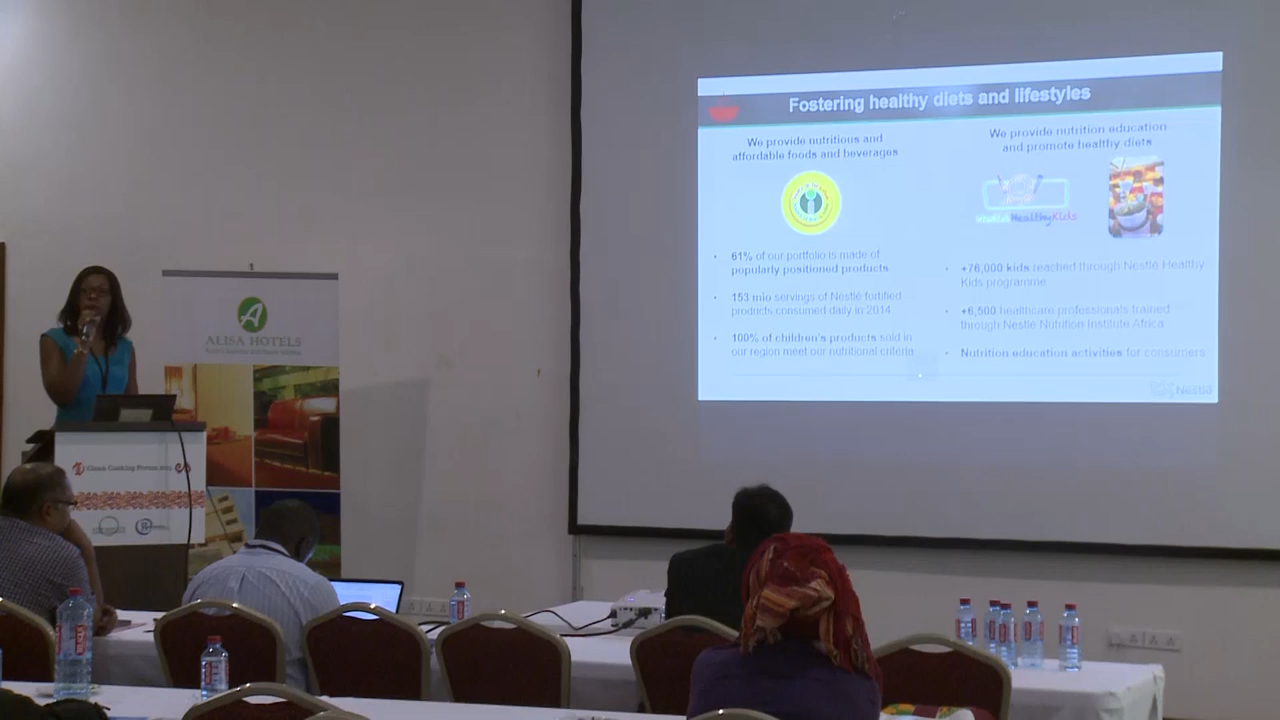 Fostering healthy diets and lifestyles
We provide nutritious and
affordable foods and beverages
• 61% of our portfolio is made of
popularly positioned products
• 153 mio servings of Nestlé fortified
products consumed daily in 2014
• 100% of children's products sold in
our region meet our nutritional criteria
We provide nutrition education
and promote healthy diets
HealthyKids
• +76,000 kids reached through Nestlé Healthy
Kids programme
• +6,500 healthcare professionals trained
through Nestlé Nutrition Institute Africa
• Nutrition education activities for consumers
Nestlé
A
ALISA HOTELS
Clean Cooking Forum 2015